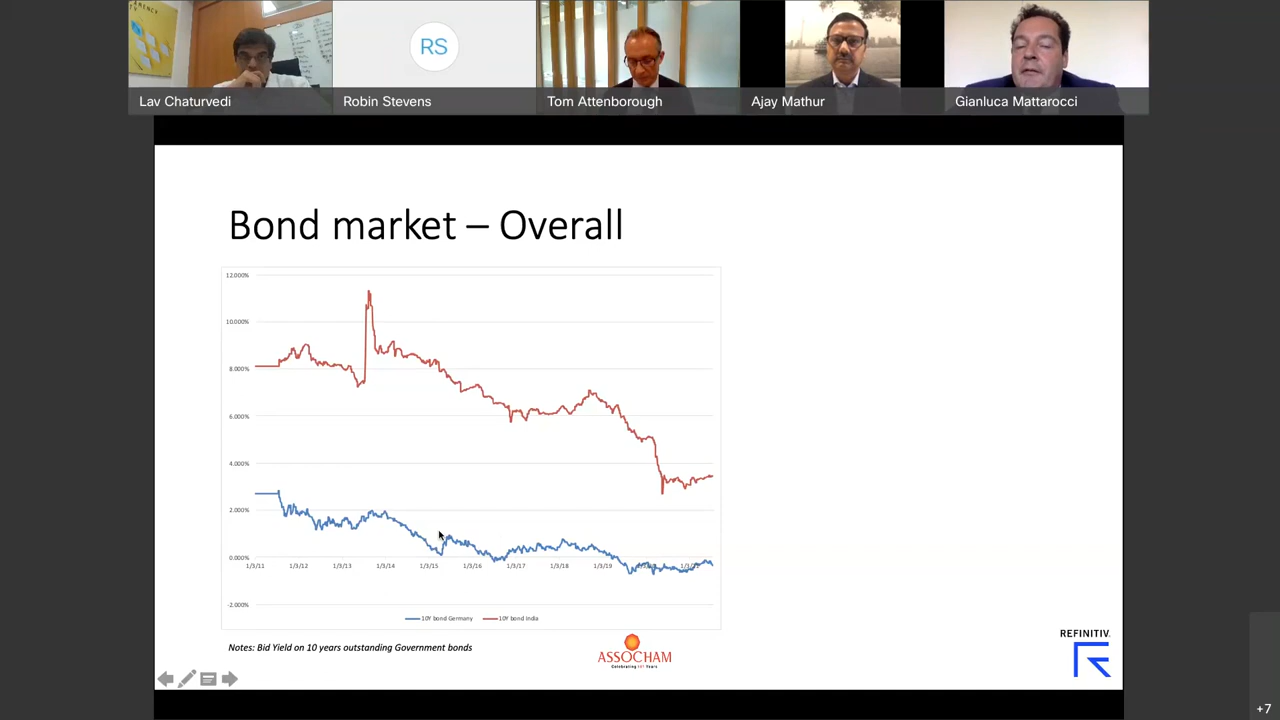 RS
Lav Chaturvedi
Robin Stevens
Tom Attenborough
Ajay Mathur
Gianluca Mattarocci
Bond market – Overall
12.000%
10.000%
8.000%
6.000%
4.000%
2.000%
0.000%
1/3/11 1/3/12 1/3/13 1/3/14 1/3/15 1/3/16 1/3/17 1/3/18 1/3/19
-2.000%
10Y bond Germany 10Y bond India
Notes: Bid Yield on 10 years outstanding Government bonds
ASSOCHAM
REFINITIV
+7